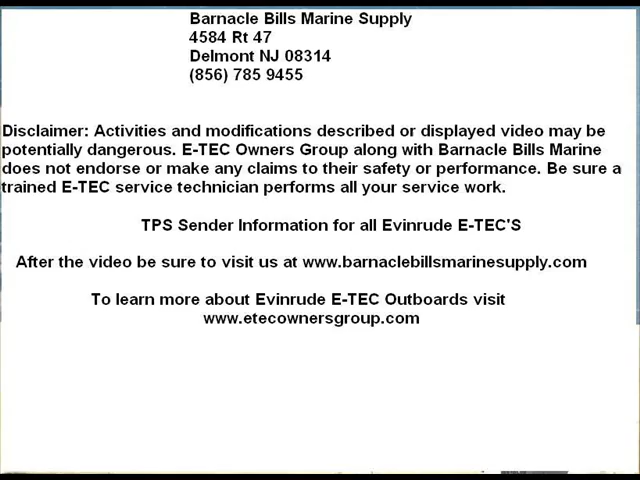 Barnacle Bills Marine Supply
4584 Rt 47
Delmont NJ 08314
(856) 785 9455
Disclaimer: Activities and modifications described or displayed video may be
potentially dangerous. E-TEC Owners Group along with Barnacle Bills Marine
does not endorse or make any claims to their safety or performance. Be sure a
trained E-TEC service technician performs all your service work.
TPS Sender Information for all Evinrude E-TEC'S
After the video be sure to visit us at www.barnaclebillsmarinesupply.com
To learn more about Evinrude E-TEC Outboards visit
www.etecownersgroup.com